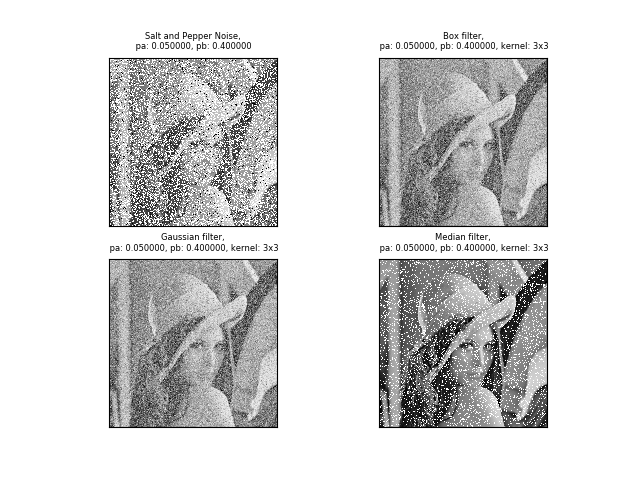 Salt and Pepper Noise,
pa: 0.050000, pb: 0.400000
Box filter,
pa: 0.050000, pb: 0.400000, kernel: 3x3
Gaussian filter,
pa: 0.050000, pb: 0.400000, kernel: 3x3
Median filter,
pa: 0.050000, pb: 0.400000, kernel: 3x3